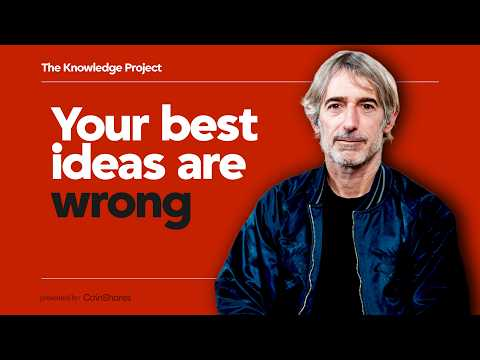 The Knowledge Project
Your best
ideas are
wrong
presented by CoinShares